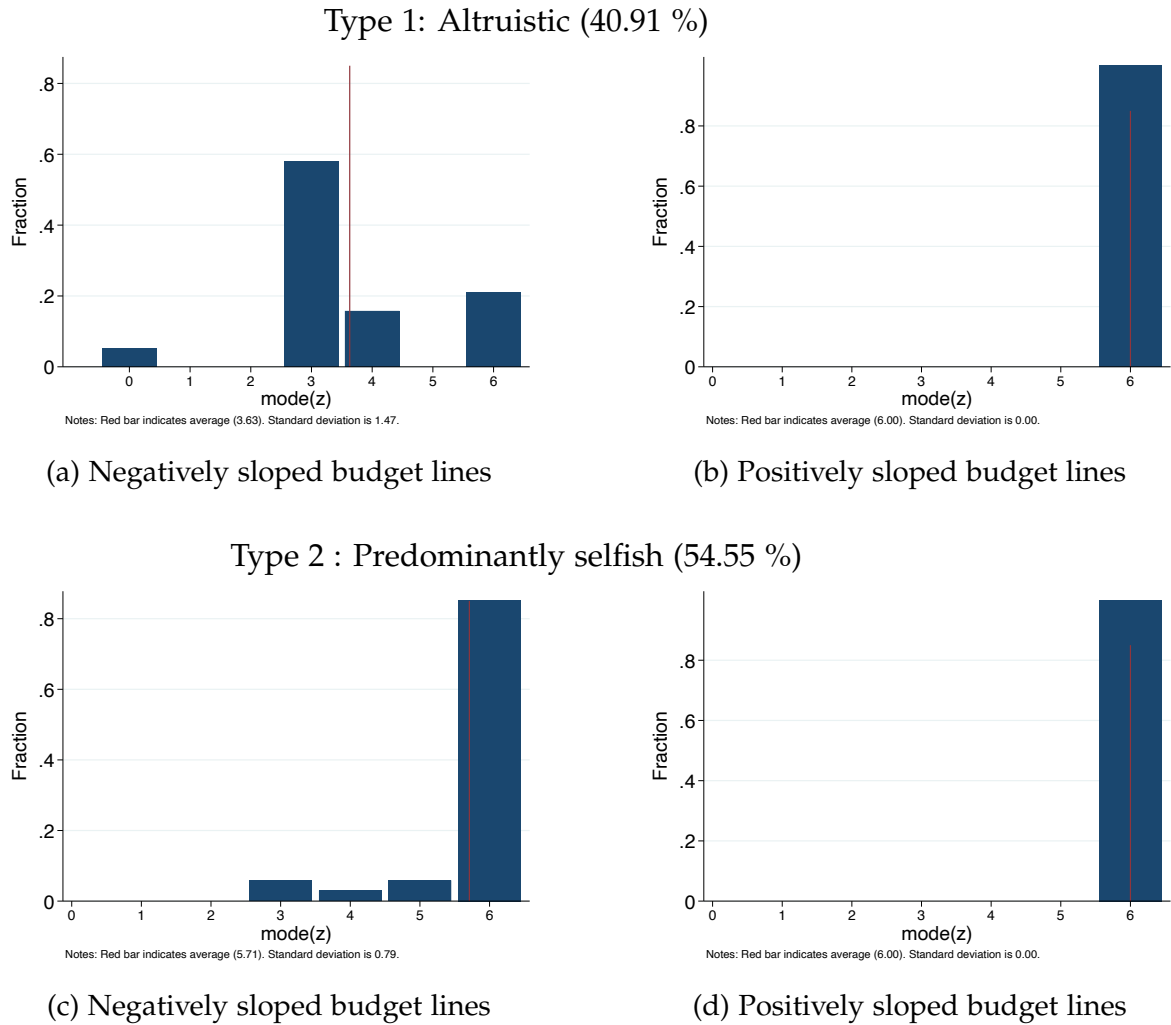 Type 1: Altruistic (40.91 %)
.8
.6
.4
.2
0
Fraction
0 1 2 3 4 5 6
mode(z)
Notes: Red bar indicates average (3.63). Standard deviation is 1.47.
(a) Negatively sloped budget lines
.8
.6
.4
.2
0
Fraction
0 1 2 3 4 5 6
mode(z)
Notes: Red bar indicates average (6.00). Standard deviation is 0.00.
(b) Positively sloped budget lines
Type 2 : Predominantly selfish (54.55 %)
.8
.6
.4
.2
0
Fraction
0 1 2 3 4 5 6
mode(z)
Notes: Red bar indicates average (5.71). Standard deviation is 0.79.
(c) Negatively sloped budget lines
.8
.6
.4
.2
0
Fraction
0 1 2 3 4 5 6
mode(z)
Notes: Red bar indicates average (6.00). Standard deviation is 0.00.
(d) Positively sloped budget lines